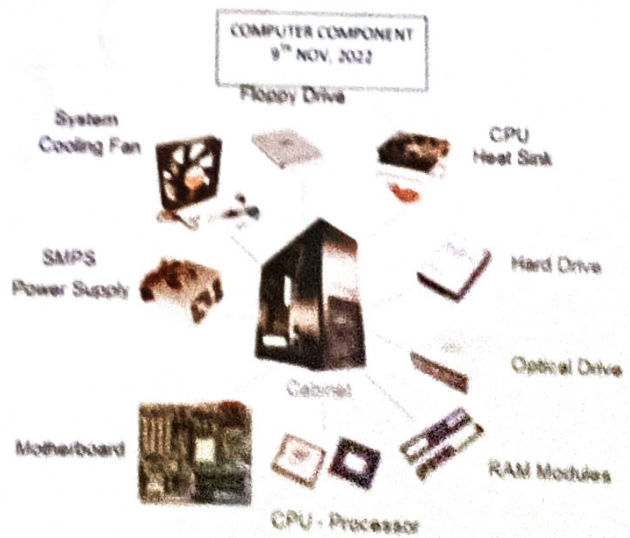 COMPUTER COMPONENT
9TH NOV, 2022
Floppy Drive
System
Cooling Fan
CPU
Heat Sink
SMPS
Power Supply
Hard Drive
Cabinet
Optical Drive
Motherboard
RAM Modules
CPU - Processor